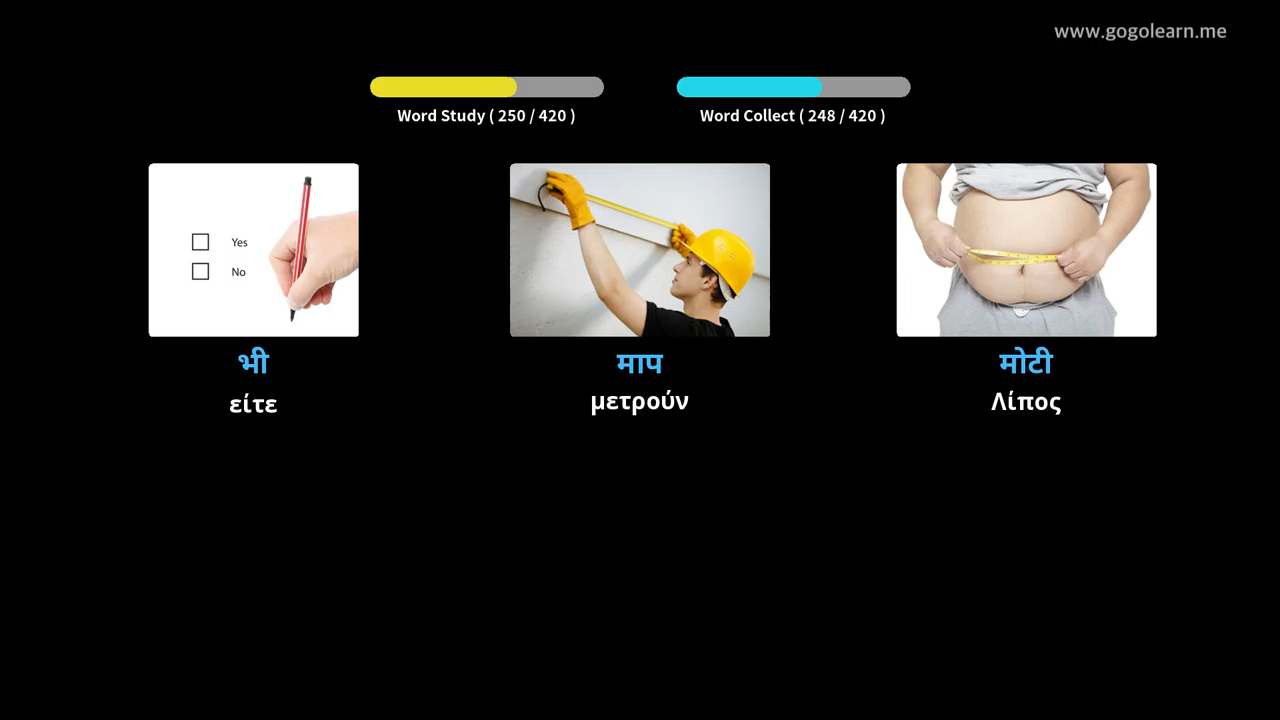 www.gogolearn.me
Word Study ( 250 / 420 )
Word Collect ( 248 / 420 )
Yes
No
भी
माप
मोटी
είτε
μετρούν
Λίπος